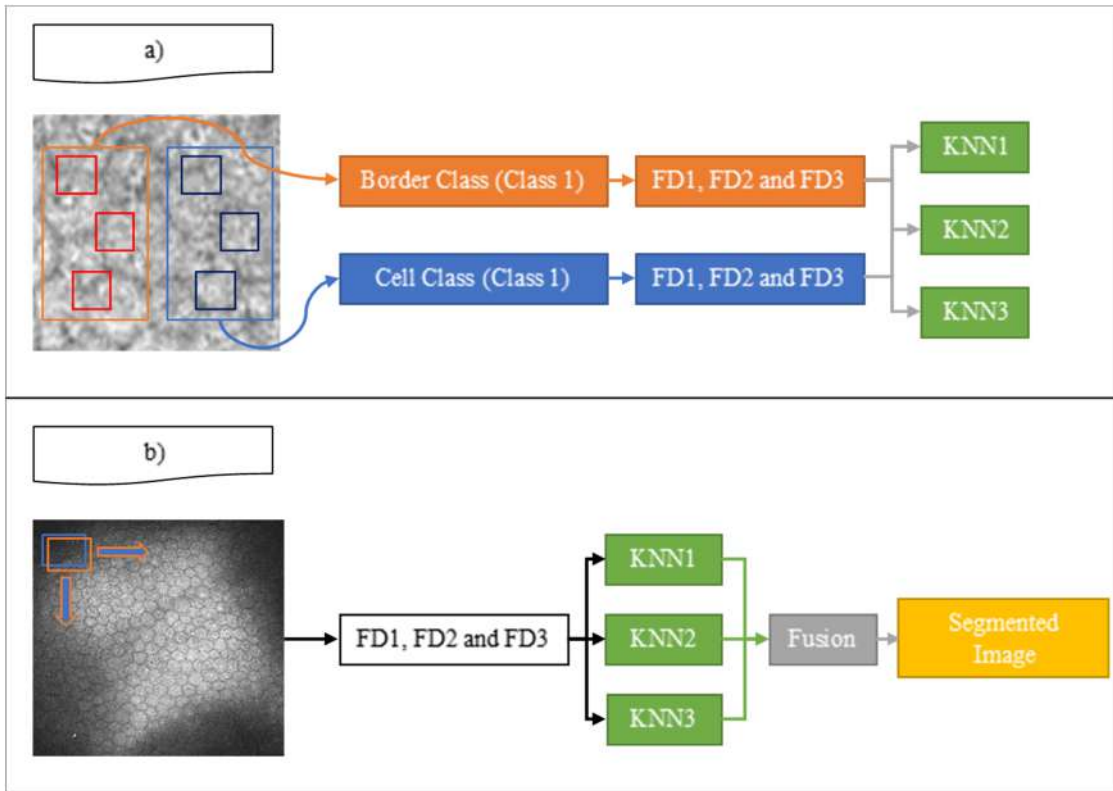 a)
Border Class (Class 1)
FD1, FD2 and FD3
KNN1
KNN2
Cell Class (Class 1)
FD1, FD2 and FD3
KNN3
b)
KNN1
FD1, FD2 and FD3
KNN2
Fusion
Segmented
Image
KNN3